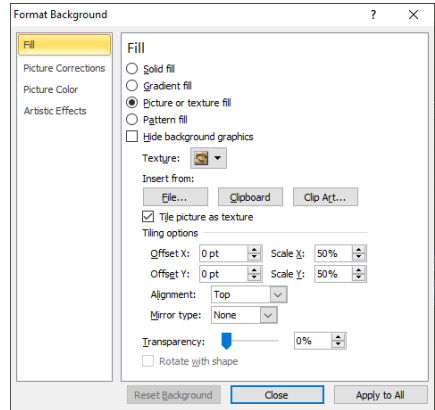 Format Background ? X
Fill
Picture Corrections
Picture Color
Artistic Effects
Fill
Solid fill
Gradient fill
Picture or texture fill
Pattern fill
Hide background graphics
Texture:
Insert from:
File... Clipboard Clip Art...
Tile picture as texture
Tiling options
Offset X: 0 pt Scale X: 50%
Offset Y: 0 pt Scale Y: 50%
Alignment: Top
Mirror type: None
Transparency: 0%
Rotate with shape
Reset Background Close Apply to All